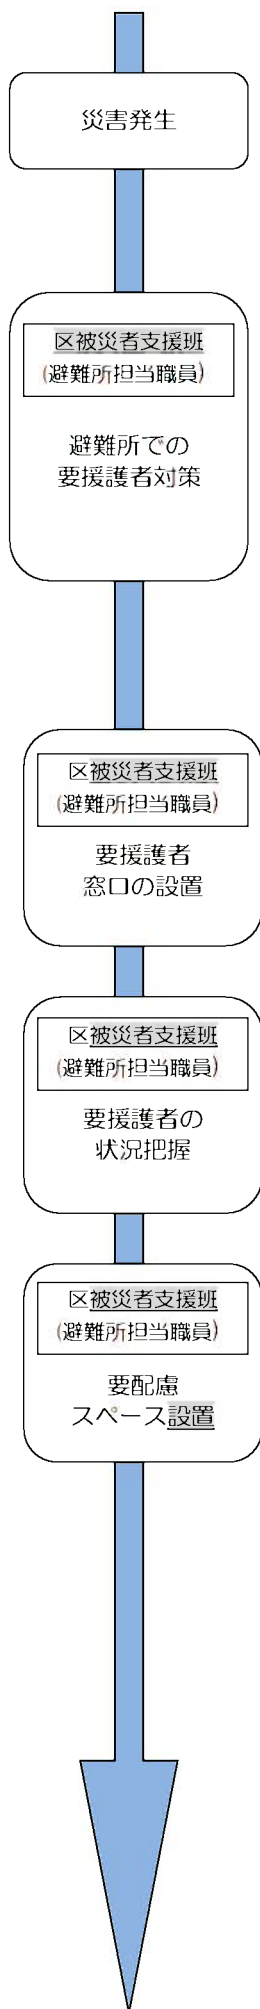 災害発生
区被災者支援班
(避難所担当職員)
避難所での
要援護者対策
区被災者支援班
(避難所担当職員)
要援護者
窓口の設置
区被災者支援班
(避難所担当職員)
要援護者の
状況把握
区被災者支援班
(避難所担当職員)
要配慮
スペース設置